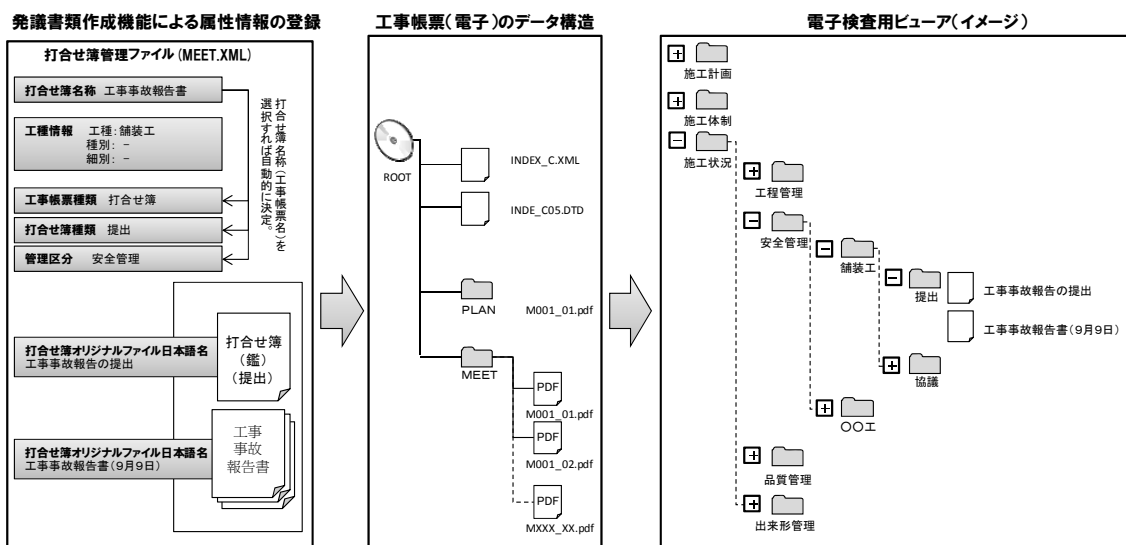 発議書類作成機能による属性情報の登録
打合せ簿管理ファイル(MEET.XML)
打合せ簿名称 工事事故報告書
工種情報 工種:舗装工
種別: -
細別: -
工事帳票種類 打合せ簿
打合せ簿種類 提出
管理区分 安全管理
打合せ簿名称(工事帳票名)を
選択すれば自動的に決定。
打合せ簿オリジナルファイル日本語名
工事事故報告の提出
打合せ簿
(鑑)
(提出)
打合せ簿オリジナルファイル日本語名
工事事故報告書(9月9日)
工事
事故
報告書
工事帳票(電子)のデータ構造
ROOT
INDEX_C.XML
INDE_C05.DTD
PLAN
M001_01.pdf
MEET
PDF
M001_01.pdf
PDF
M001_02.pdf
PDF
MXXX_XX.pdf
電子検査用ビューア(イメージ)
施工計画
施工体制
施工状況
工程管理
安全管理
舗装工
提出
工事事故報告の提出
工事事故報告書(9月9日)
協議
〇〇工
品質管理
出来形管理